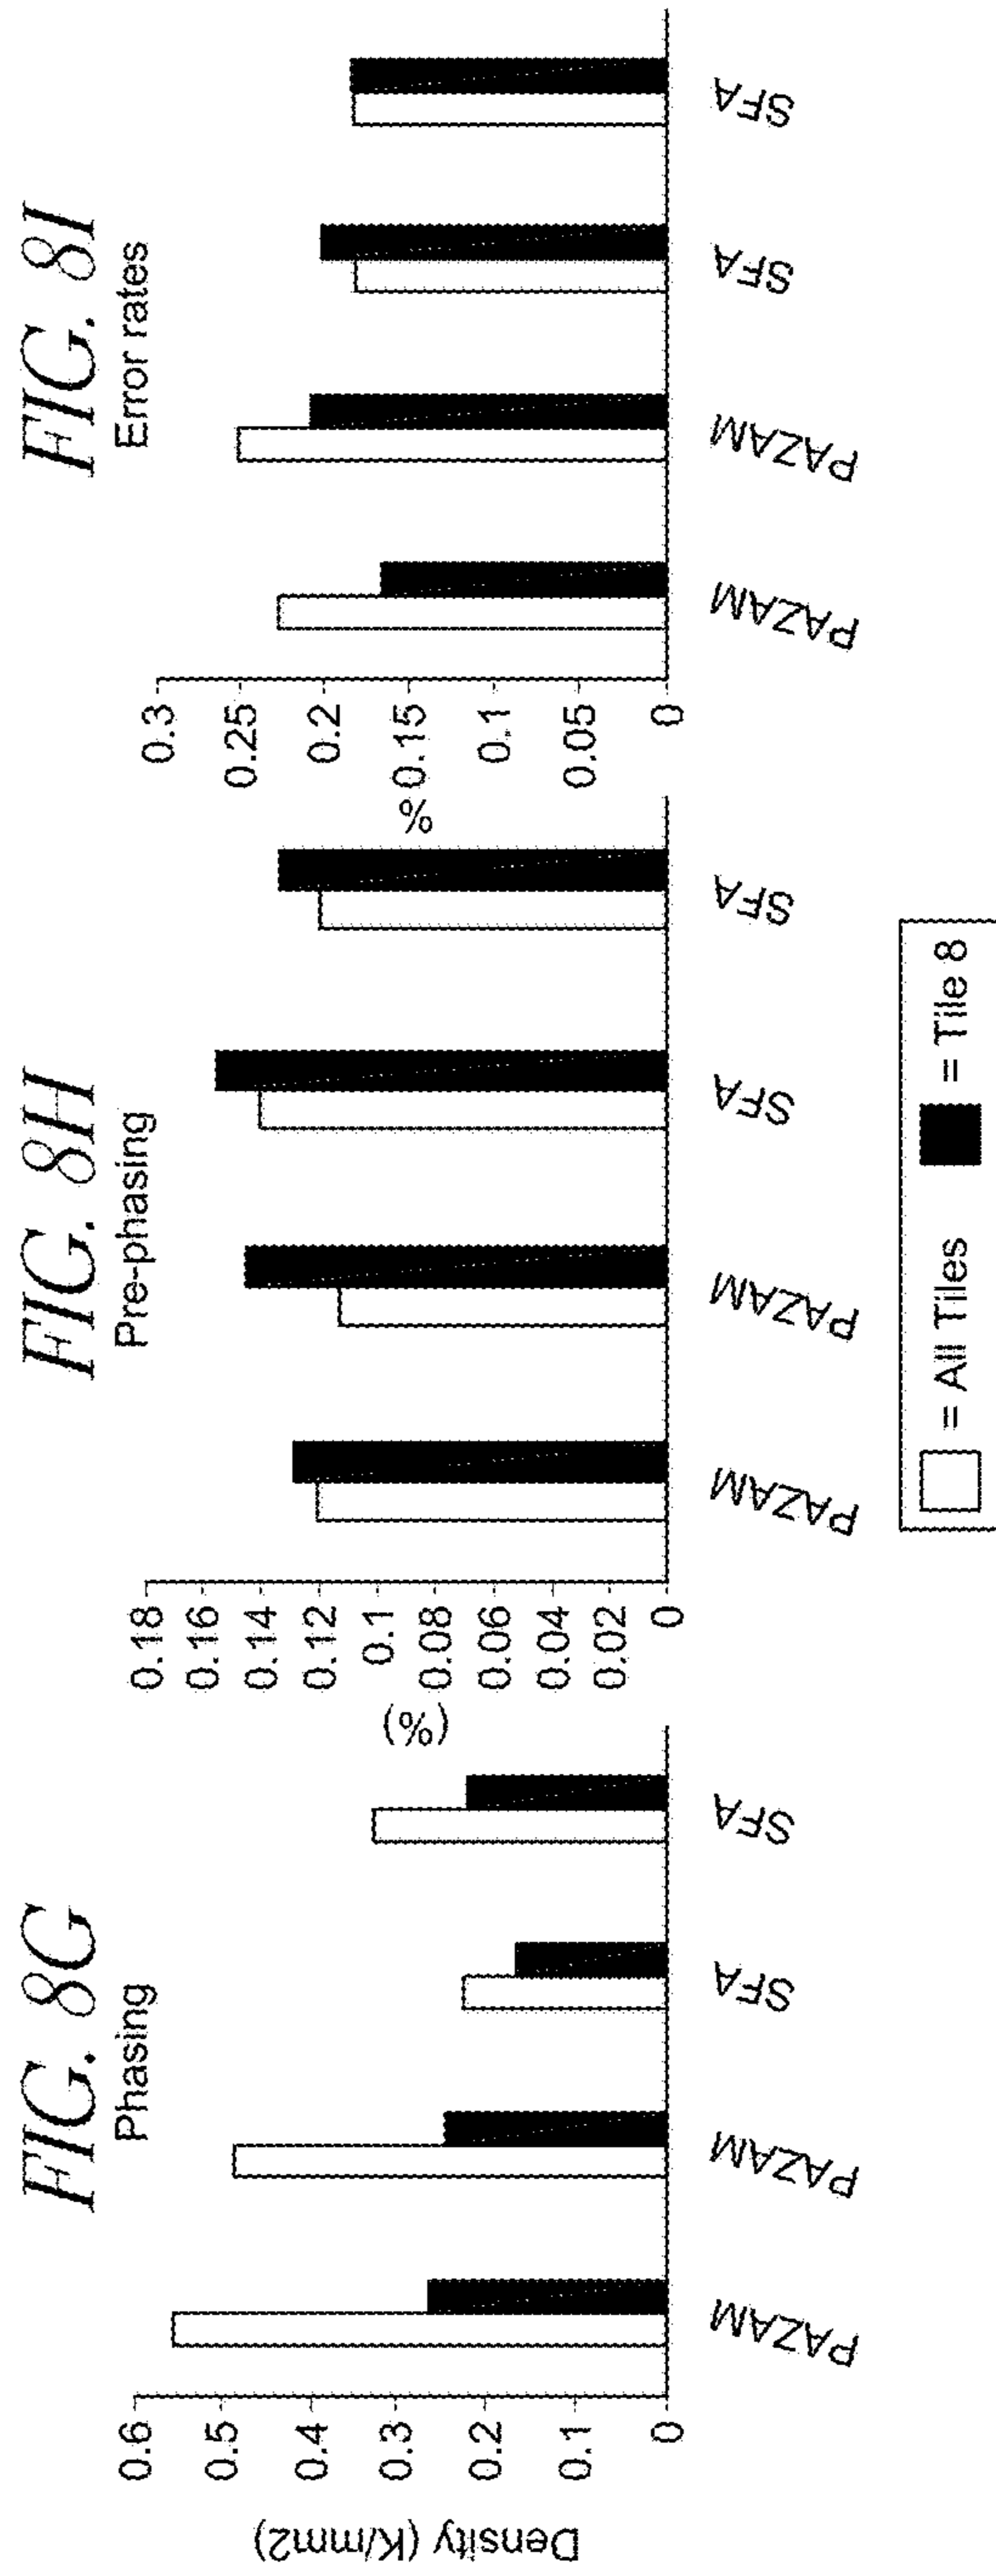 FIG. 8G
Phasing
Density (K/mm2)
0.6
0.5
0.4
0.3
0.2
0.1
0
PAZAM
PAZAM
SFA
SFA
FIG. 8H
Pre-phasing
(%)
0.18
0.16
0.14
0.12
0.1
0.08
0.06
0.04
0.02
0
PAZAM
PAZAM
SFA
SFA
FIG. 8I
Error rates
%
0.3
0.25
0.2
0.15
0.1
0.05
0
PAZAM
PAZAM
SFA
SFA
= All Tiles = Tile 8